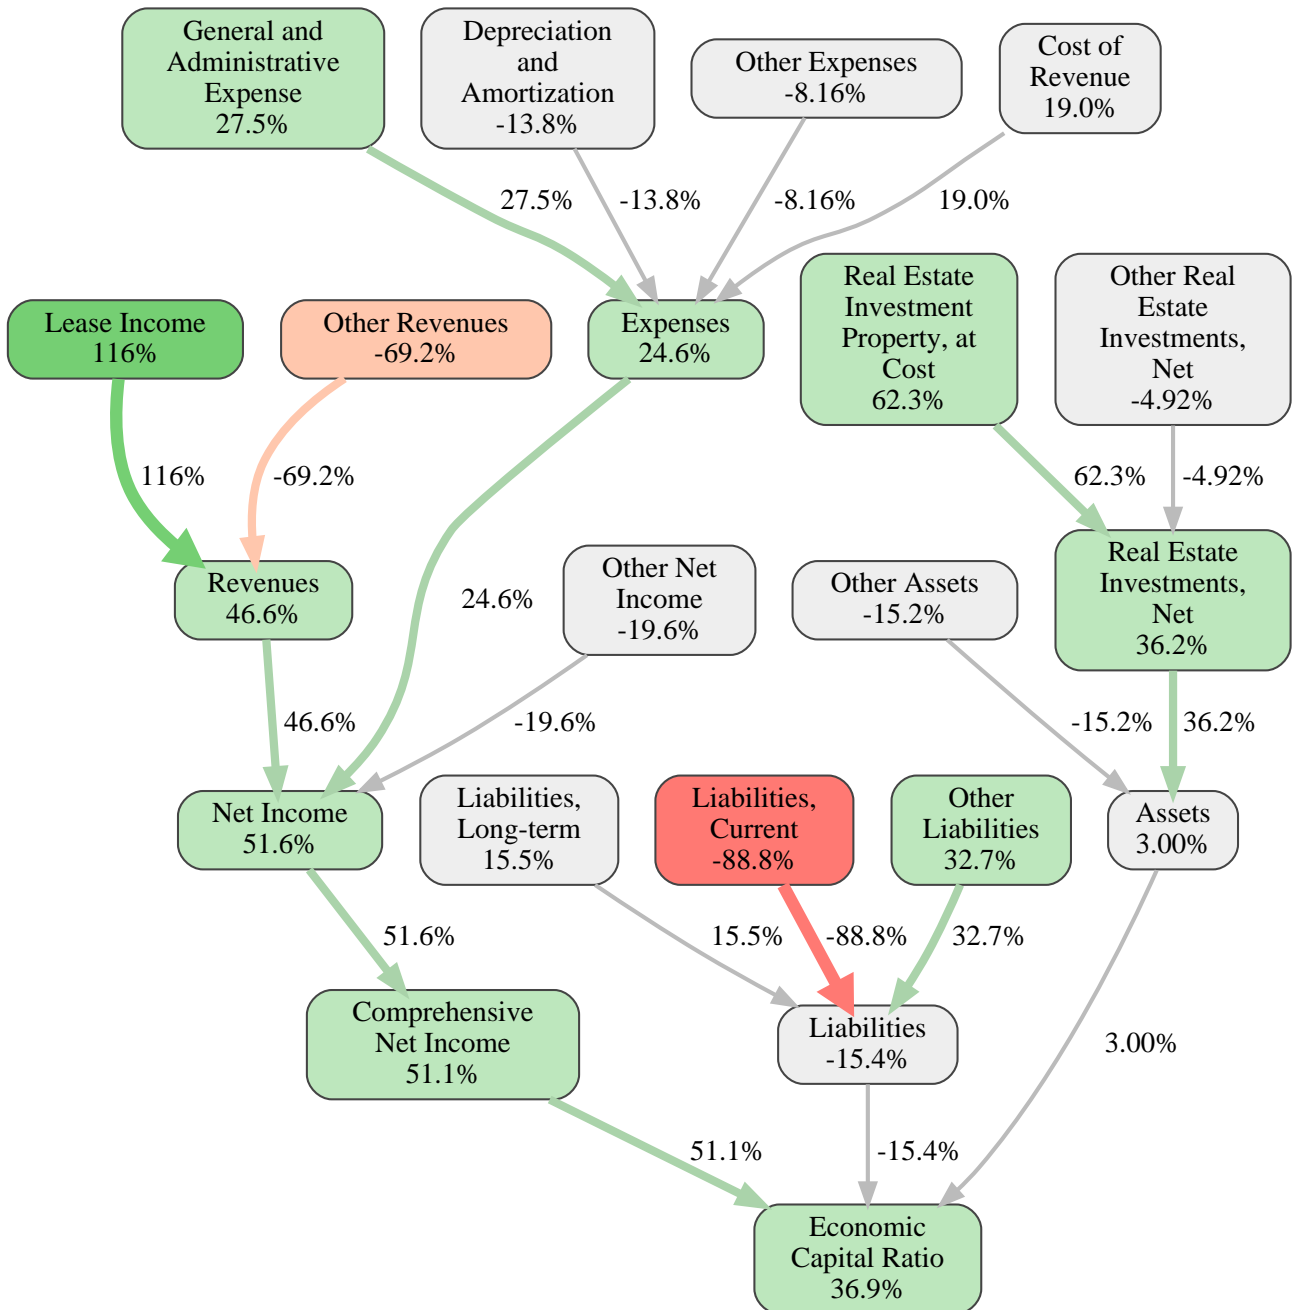 General and
Administrative
Expense
27.5%
Depreciation
and
Amortization
-13.8%
Other Expenses
-8.16%
Cost of
Revenue
19.0%
27.5%
-13.8%
-8.16%
19.0%
Lease Income
116%
Other Revenues
-69.2%
Expenses
24.6%
Real Estate
Investment
Property, at
Cost
62.3%
Other Real
Estate
Investments,
Net
-4.92%
116%
-69.2%
62.3%
-4.92%
Revenues
46.6%
24.6%
Other Net
Income
-19.6%
Other Assets
-15.2%
Real Estate
Investments,
Net
36.2%
46.6%
-19.6%
-15.2%
36.2%
Net Income
51.6%
Liabilities,
Long-term
15.5%
Liabilities,
Current
-88.8%
Other
Liabilities
32.7%
Assets
3.00%
51.6%
15.5%
-88.8%
32.7%
Comprehensive
Net Income
51.1%
Liabilities
-15.4%
3.00%
51.1%
-15.4%
Economic
Capital Ratio
36.9%